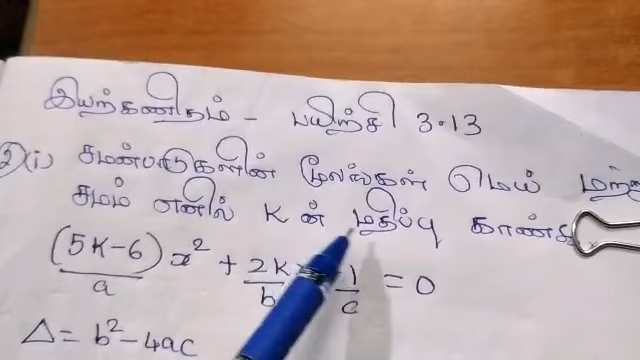 இயற்கணிதம் - பயிற்சி 3.13
2) (i) சமன்பாடுகளின் மூலங்கள் மெய்
சமம் எனில் K ன் மதிப்பு காண்க
(5K-6) x² + 2K 1 = 0
a b c
Δ = b² - 4ac